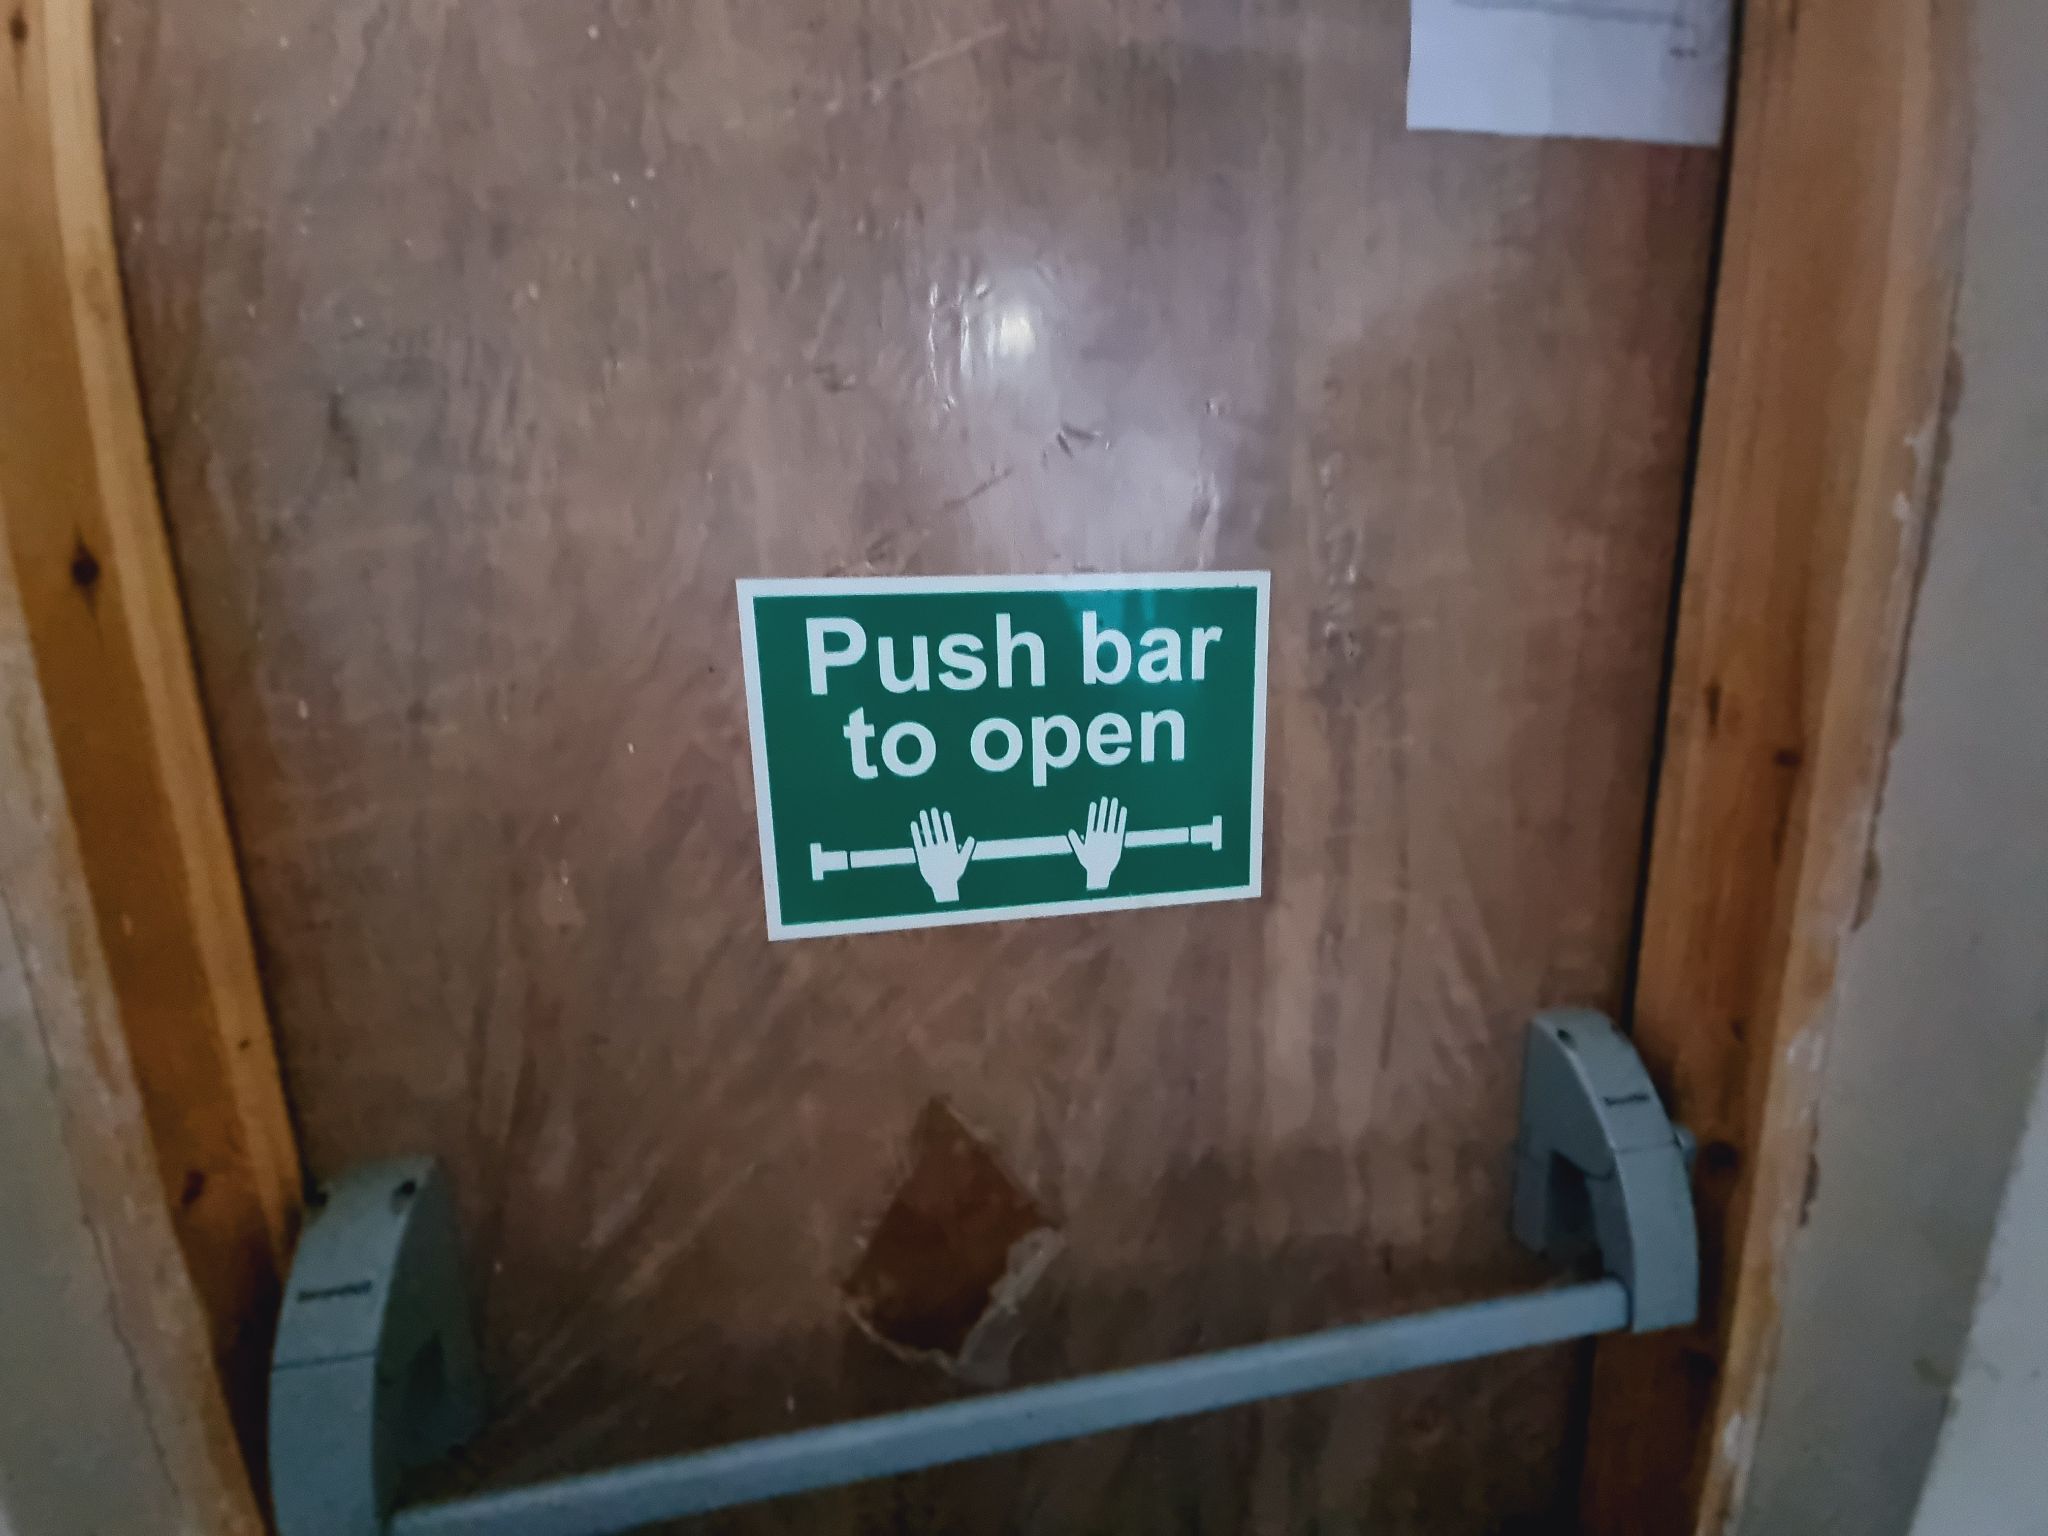 Push bar
to open